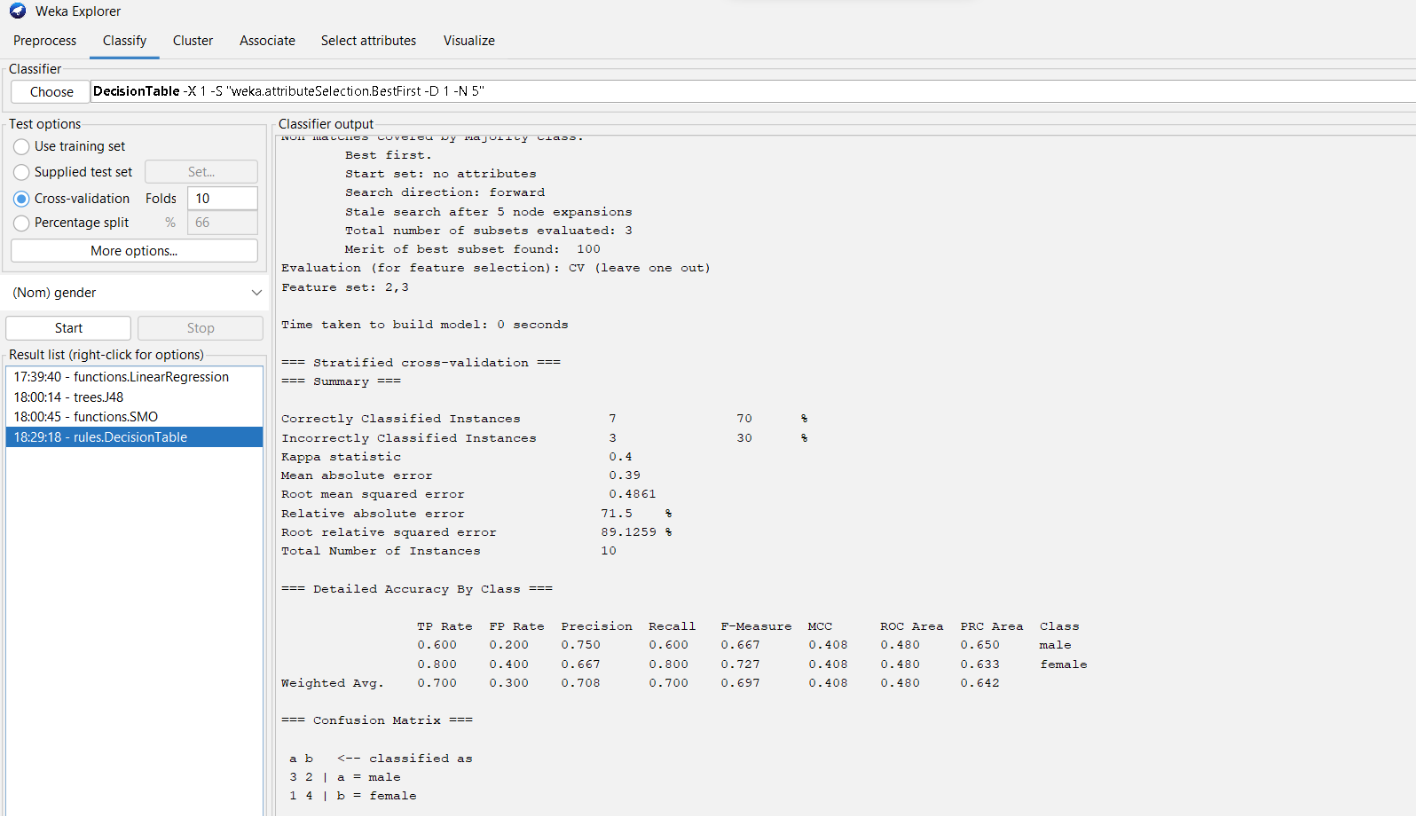 Weka Explorer
Preprocess Classify Cluster Associate Select attributes Visualize
Classifier
Choose DecisionTable -X 1 -S "weka.attributeSelection.BestFirst -D 1 -N 5"
Test options
Use training set
Supplied test set Set...
Cross-validation Folds 10
Percentage split % 66
More options...
(Nom) gender
Start Stop
Result list (right-click for options)
17:39:40 - functions.LinearRegression
18:00:14 - trees.J48
18:00:45 - functions.SMO
18:29:18 - rules.DecisionTable
Classifier output
Non matches covered by Majority class.
Best first.
Start set: no attributes
Search direction: forward
Stale search after 5 node expansions
Total number of subsets evaluated: 3
Merit of best subset found: 100
Evaluation (for feature selection): CV (leave one out)
Feature set: 2,3
Time taken to build model: 0 seconds
=== Stratified cross-validation ===
=== Summary ===
Correctly Classified Instances 7 70 %
Incorrectly Classified Instances 3 30 %
Kappa statistic 0.4
Mean absolute error 0.39
Root mean squared error 0.4861
Relative absolute error 71.5 %
Root relative squared error 89.1259 %
Total Number of Instances 10
=== Detailed Accuracy By Class ===
TP Rate FP Rate Precision Recall F-Measure MCC ROC Area PRC Area Class
0.600 0.200 0.750 0.600 0.667 0.408 0.480 0.650 male
0.800 0.400 0.667 0.800 0.727 0.408 0.480 0.633 female
Weighted Avg. 0.700 0.300 0.708 0.700 0.697 0.408 0.480 0.642
=== Confusion Matrix ===
a b <-- classified as
3 2 | a = male
1 4 | b = female